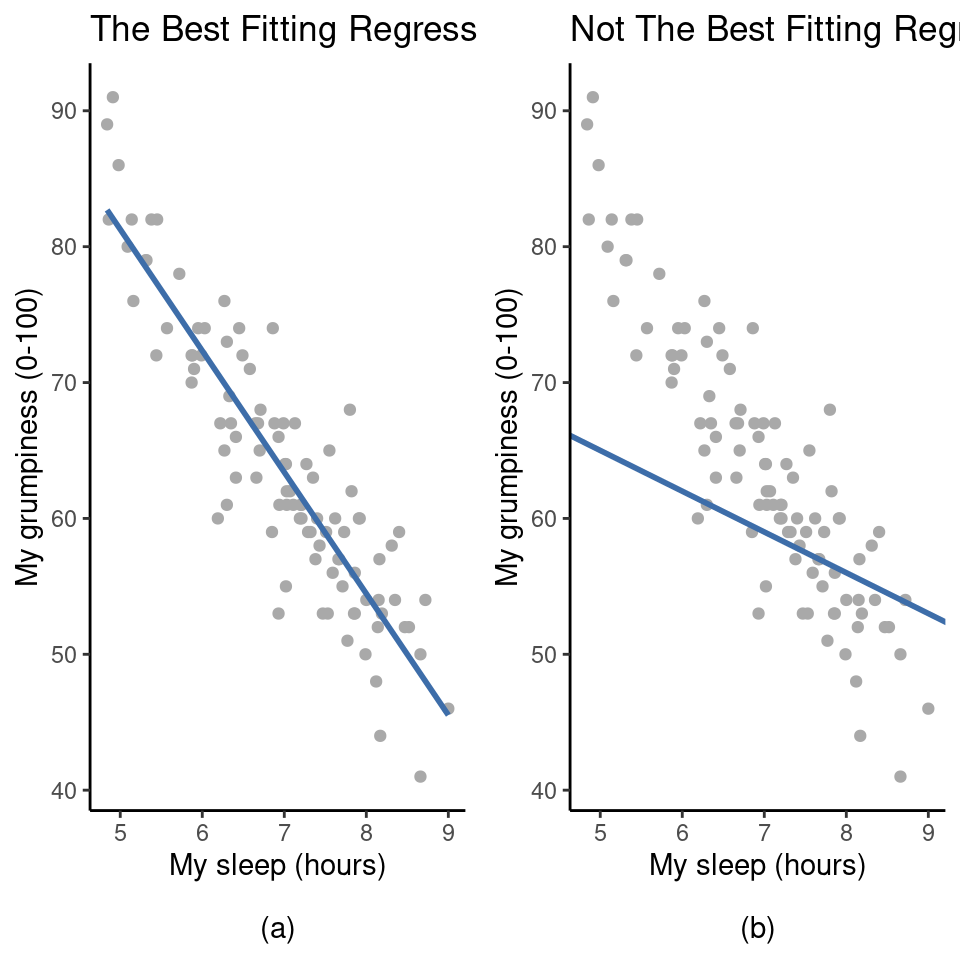 The Best Fitting Regress
Not The Best Fitting Regr
My grumpiness (0-100)
90
80
70
60
50
40
5 6 7 8 9
My sleep (hours)
(a)
My grumpiness (0-100)
90
80
70
60
50
40
5 6 7 8 9
My sleep (hours)
(b)